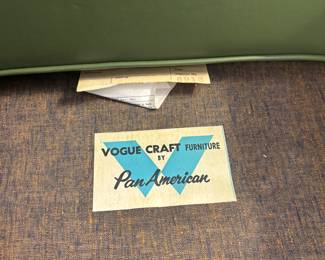 VOGUE CRAFT FURNITURE
BY
Pan American